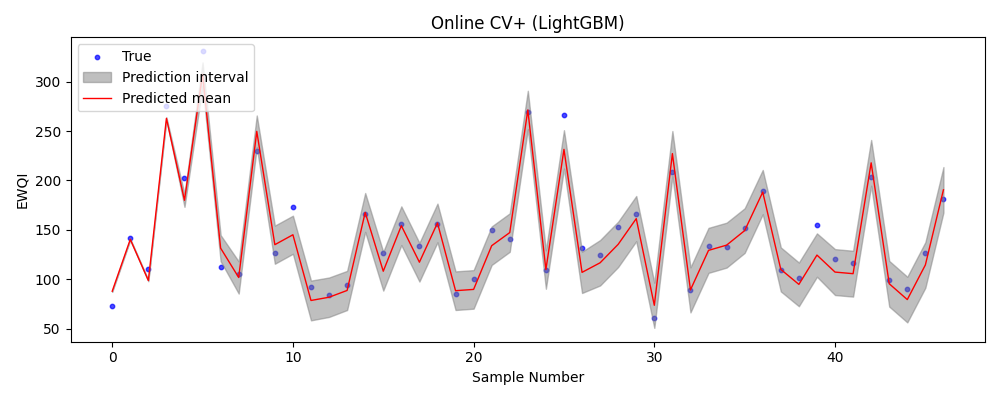 Online CV+ (LightGBM)
True
Prediction interval
Predicted mean
EWQI
300
250
200
150
100
50
0
10
20
30
40
Sample Number